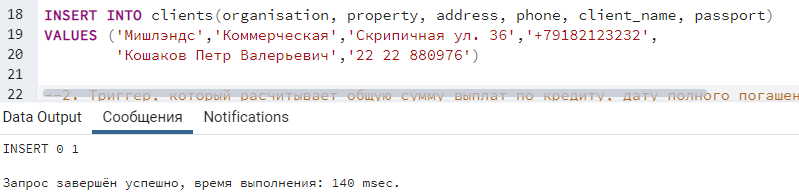 18 INSERT INTO clients(organisation, property, address, phone, client_name, passport)
19 VALUES ('Мишлэндс','Коммерческая','Скрипичная ул. 36','+79182123232',
20 'Кошаков Петр Валерьевич','22 22 880976')
21
22 --2. Триггер, который расчитывает общую сумму выплат по кредиту, дату полного погашен
Data Output Сообщения Notifications
INSERT 0 1
Запрос завершён успешно, время выполнения: 140 msec.